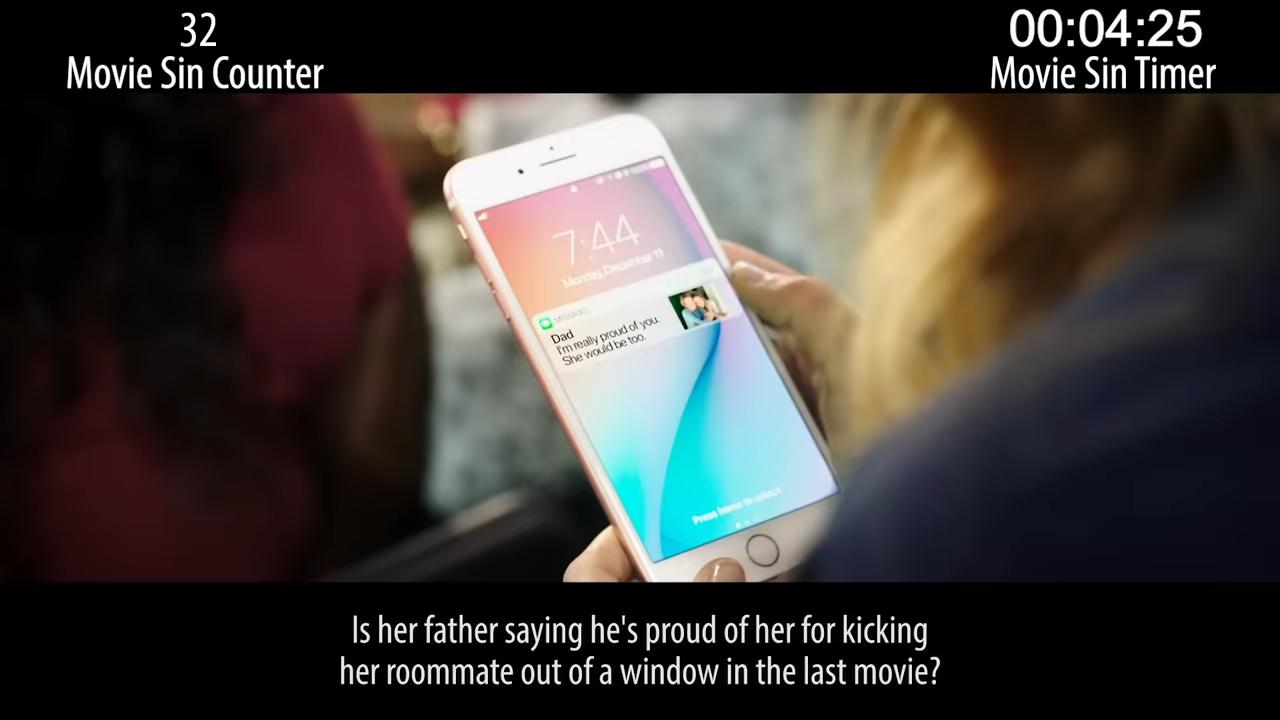 32
Movie Sin Counter
00:04:25
Movie Sin Timer
7:44
Monday, December 11
MESSAGES
Dad
I'm really proud of you.
She would be too.
Press home to unlock
Is her father saying he's proud of her for kicking
her roommate out of a window in the last movie?